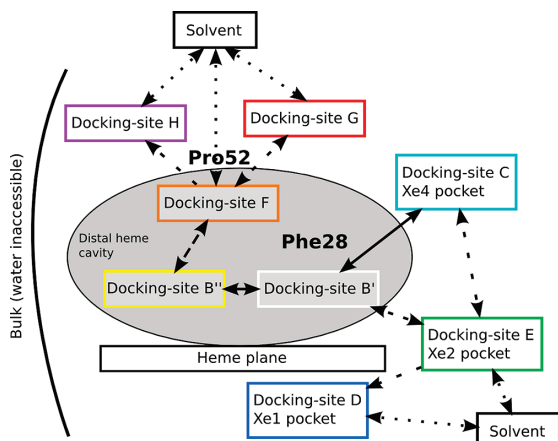 Solvent
Docking-site H
Docking-site G
Pro52
Docking-site C
Xe4 pocket
Docking-site F
Phe28
Distal heme
cavity
Docking-site B''
Docking-site B'
Bulk (water inaccessible)
Docking-site E
Xe2 pocket
Heme plane
Docking-site D
Xe1 pocket
Solvent